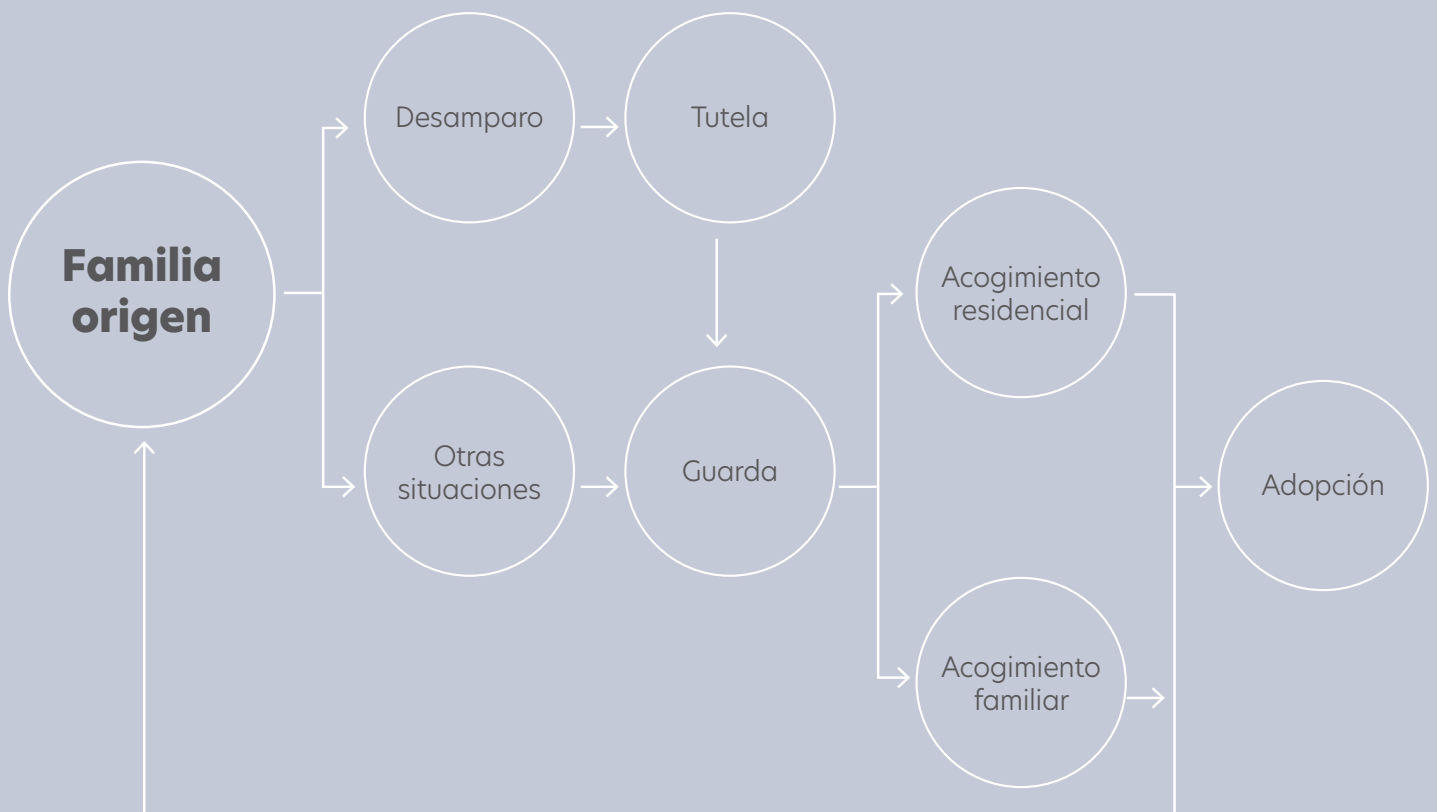 Desamparo
Tutela
Familia
origen
Acogimiento
residencial
Otras
situaciones
Guarda
Adopción
Acogimiento
familiar